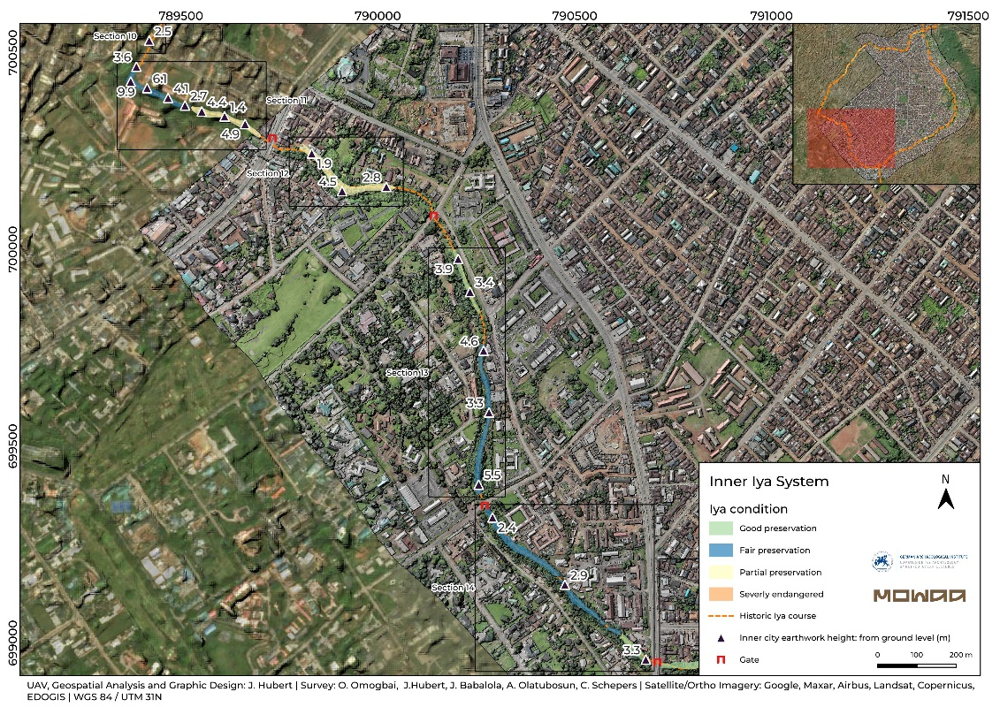 789500 790000 790500 791000 791500
700500
700000
699500
699000
Section 10
2.5
3.6
9.9
6.1
4.1
2.7
4.4
1.4
4.9
Section 11
Section 12
1.9
4.5
2.8
3.9
3.4
4.6
Section 13
3.3
5.5
2.4
Section 14
2.9
3.3
Inner Iya System
N
Iya condition
Good preservation
Fair preservation
Partial preservation
Severly endangered
Historic Iya course
Inner city earthwork height: from ground level (m)
Gate
GERMAN ARCHAEOLOGICAL INSTITUTE
MOWAA
0 100 200 m
UAV, Geospatial Analysis and Graphic Design: J. Hubert | Survey: O. Omogbai, J.Hubert, J. Babalola, A. Olatubosun, C. Schepers | Satellite/Ortho Imagery: Google, Maxar, Airbus, Landsat, Copernicus,
EDOGIS | WGS 84 / UTM 31N